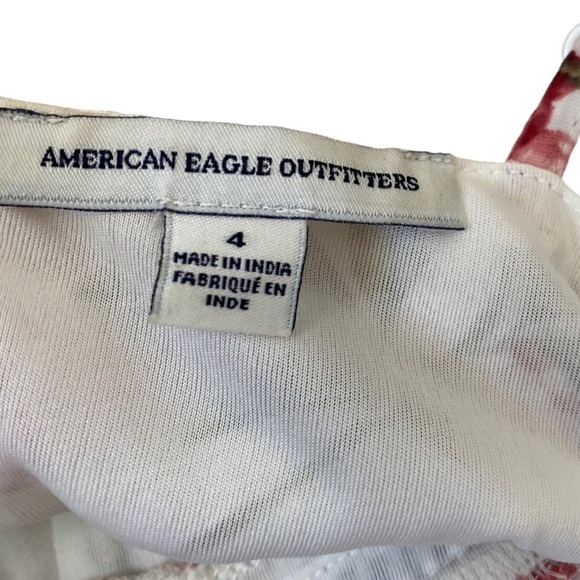 AMERICAN EAGLE OUTFITTERS
4
MADE IN INDIA
FABRIQUÉ EN
INDE